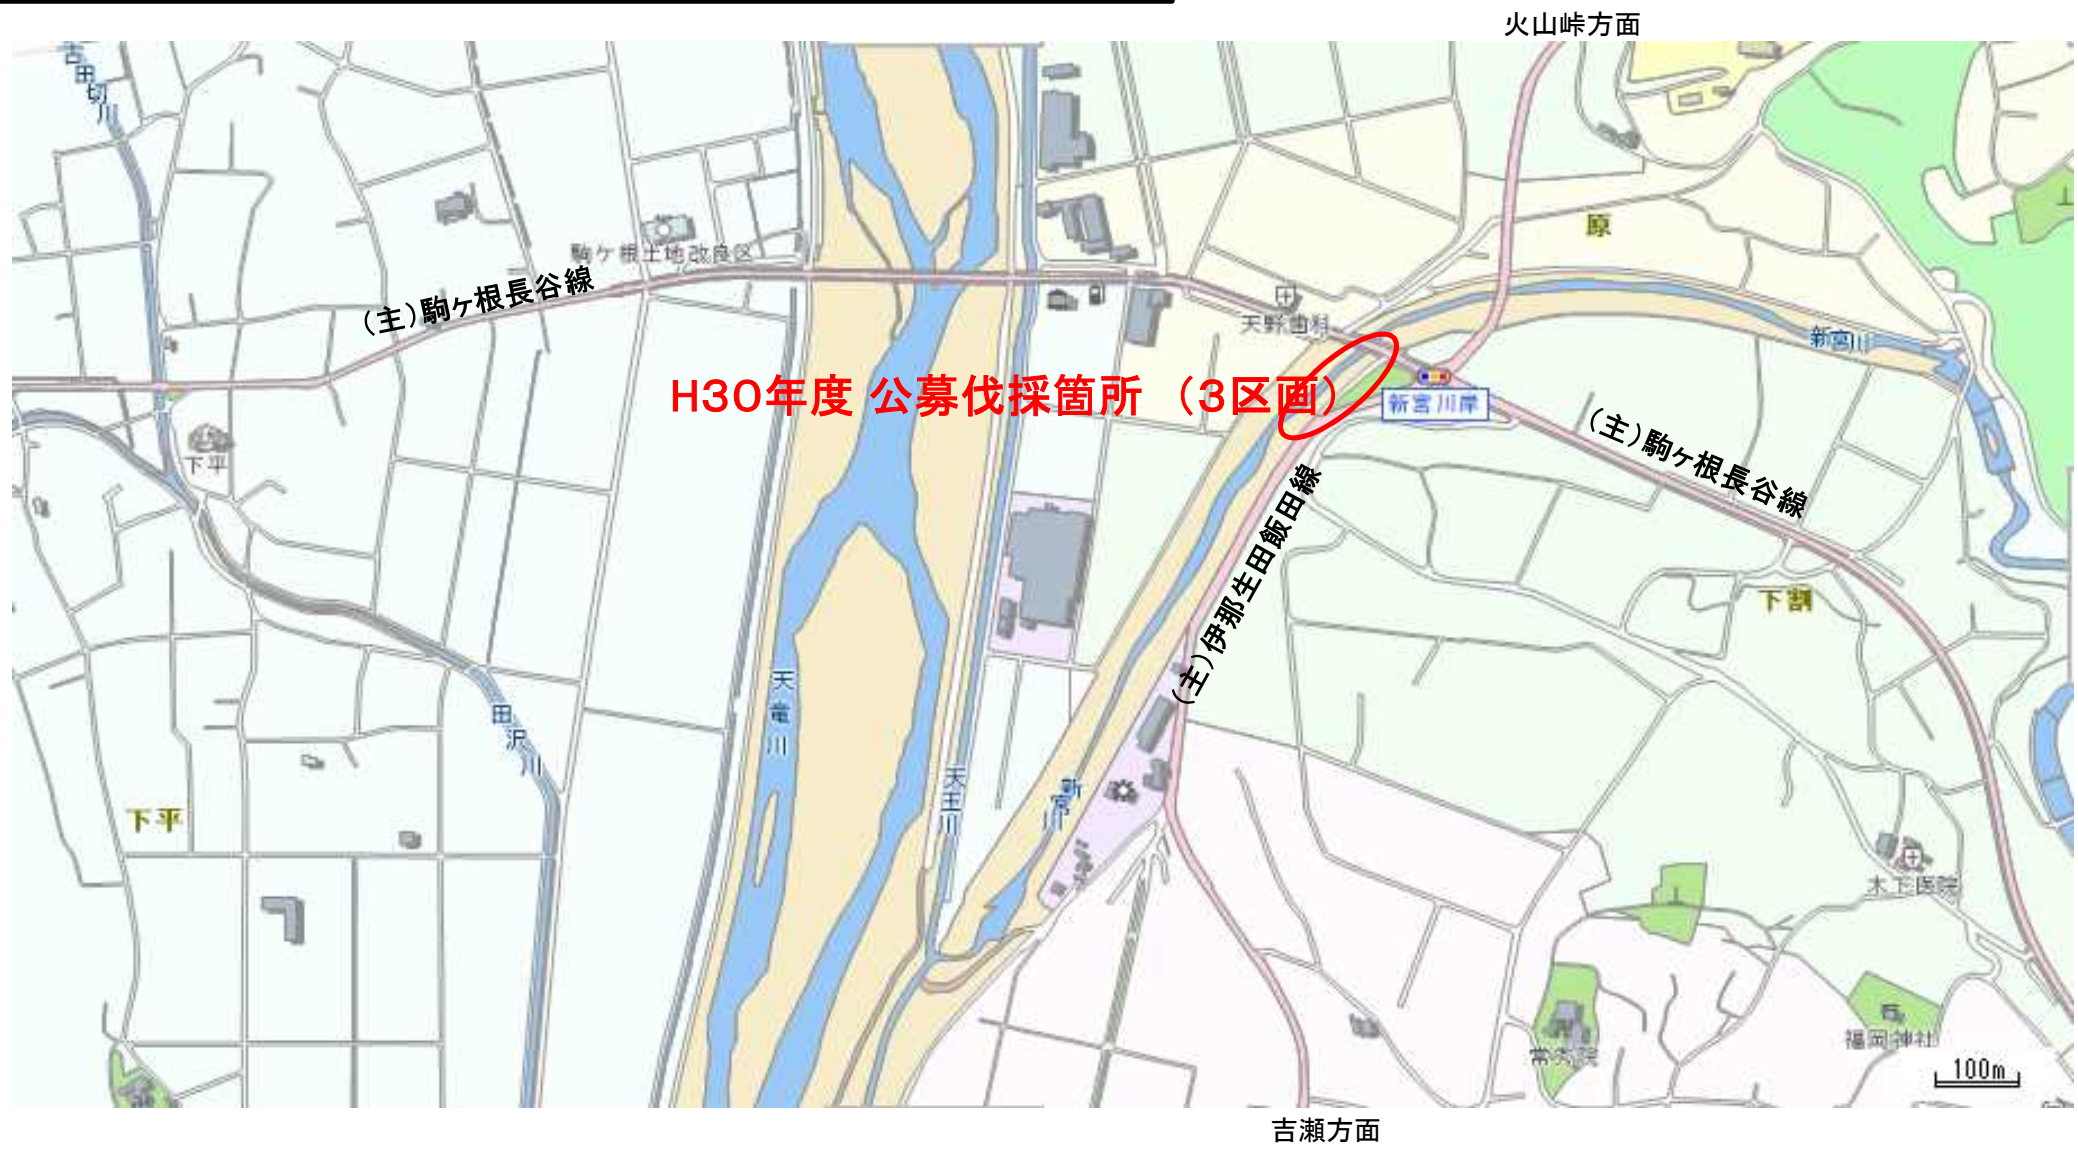 火山峠方面
古田切川
原
駒ケ根土地改良区
(主)駒ヶ根長谷線
天野歯科
新宮川
H30年度 公募伐採箇所 (3区画)
新宮川岸
(主)駒ヶ根長谷線
下平
(主)伊那生田飯田線
下割
天竜川
田沢川
天王川
新宮川
下平
木下医院
常秀院
福岡神社
100m
吉瀬方面